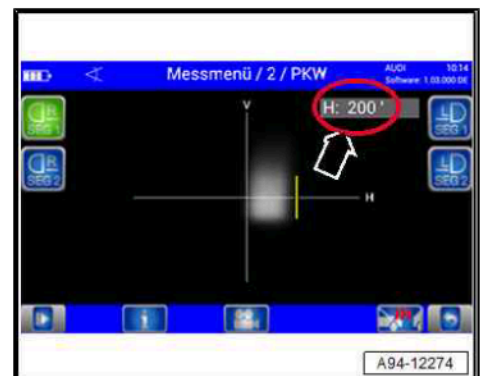 Messmenü / 2 / PKW
AUDI 10:14
Software: 1.03.000 DE
R
SEG 1
V
H: 200 '
L
SEG 1
R
SEG 2
L
SEG 2
H
i
A94-12274